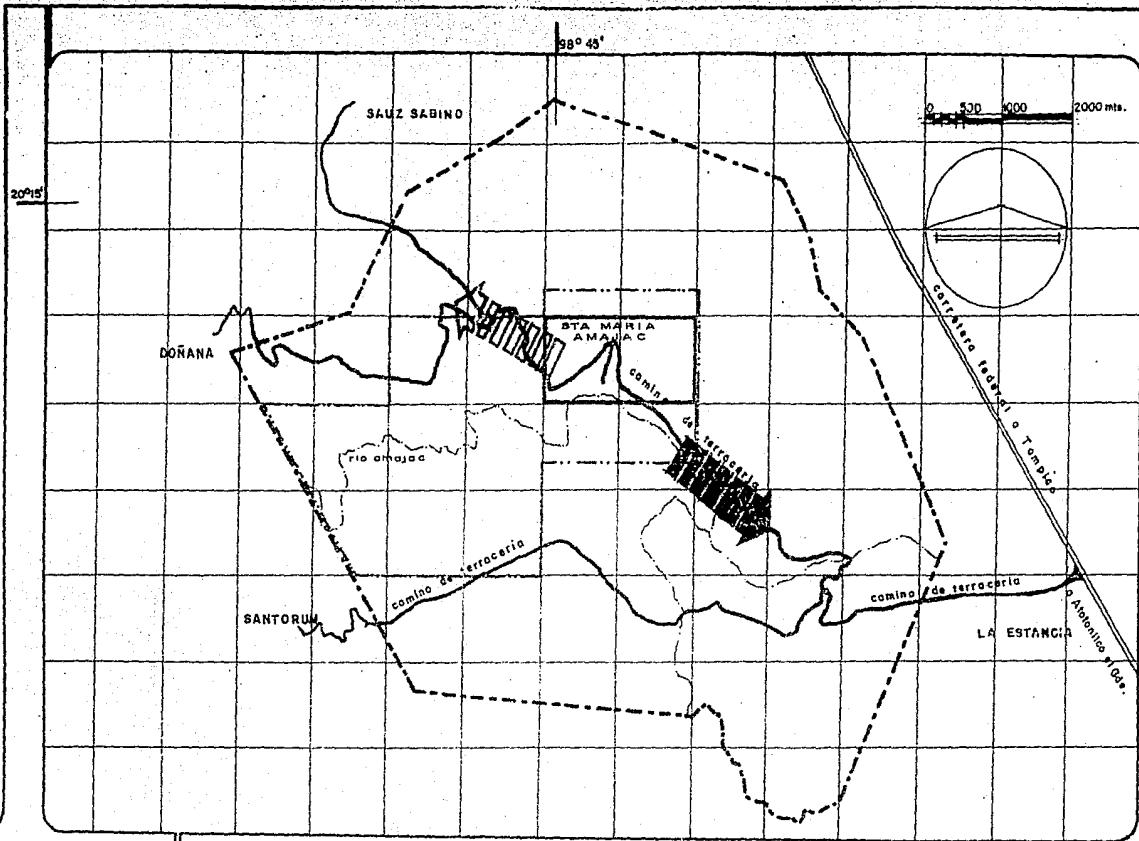 98° 45'
SAUZ SABINO
0 500 1000 2000 mts.
20°15'
carretera federal a Tampico
STA MARIA
AMAJAC
DOÑANA
camino de terraceria
rio amajac
camino de terraceria
camino de terraceria
SANTORUM
LA ESTANCIA
a Atotonilco el Gde.